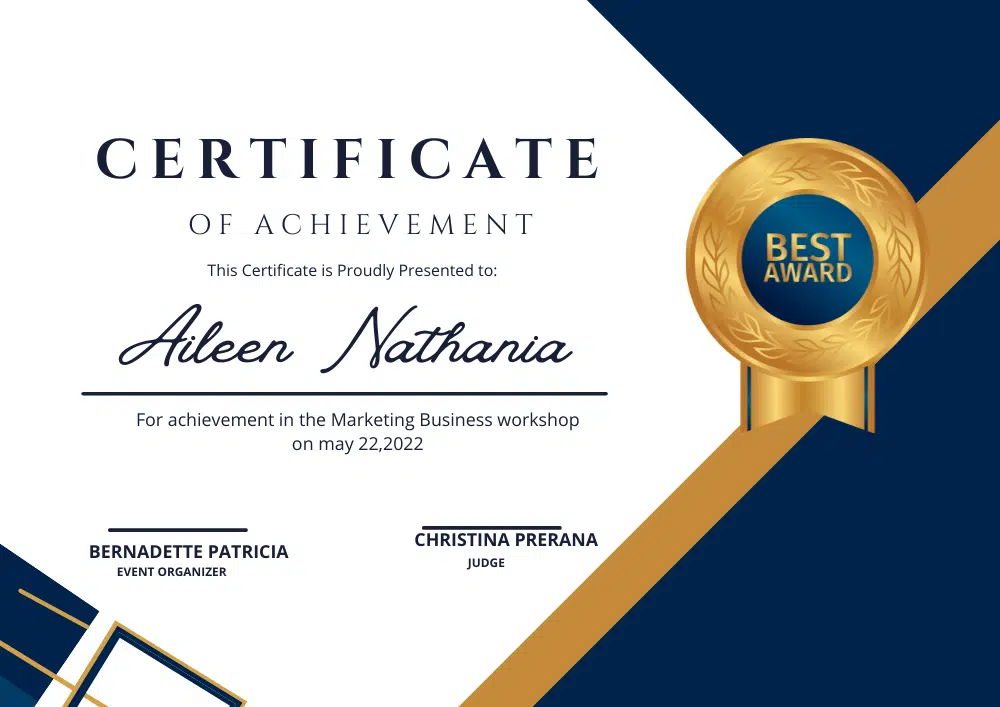 CERTIFICATE
OF ACHIEVEMENT
This Certificate is Proudly Presented to:
Aileen Nathania
For achievement in the Marketing Business workshop
on may 22,2022
BEST
AWARD
BERNADETTE PATRICIA
EVENT ORGANIZER
CHRISTINA PRERANA
JUDGE